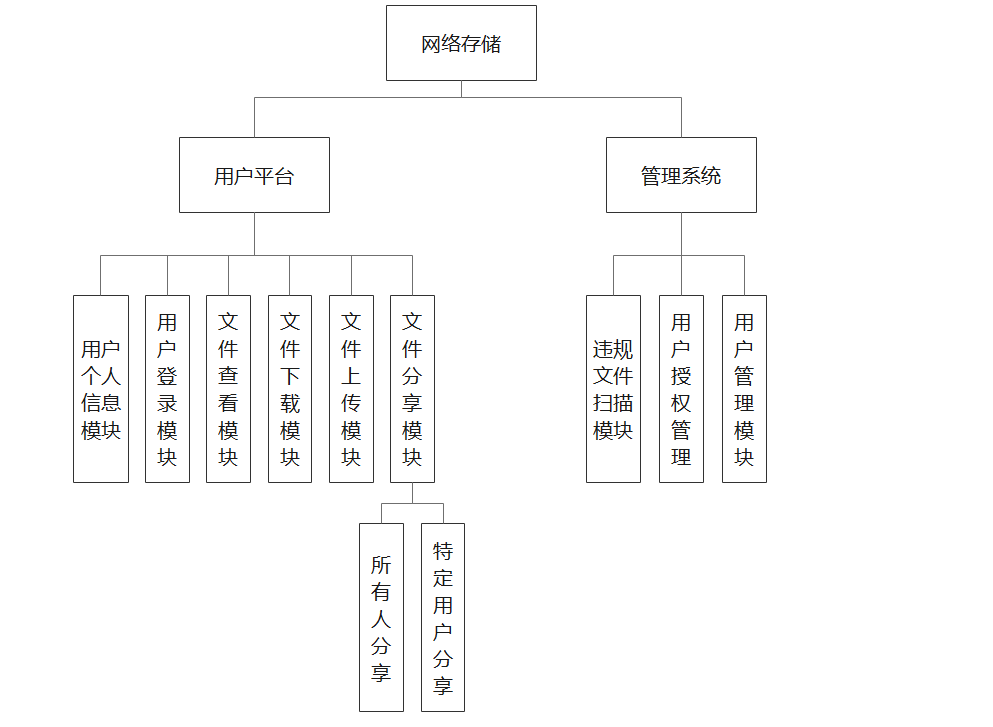 网络存储
用户平台
管理系统
用户
个人
信息
模块
用户登录模块
文件查看模块
文件下载模块
文件上传模块
文件分享模块
违规
文件
扫描
模块
用户授权管理
用户管理模块
所有人分享
特定用户分享